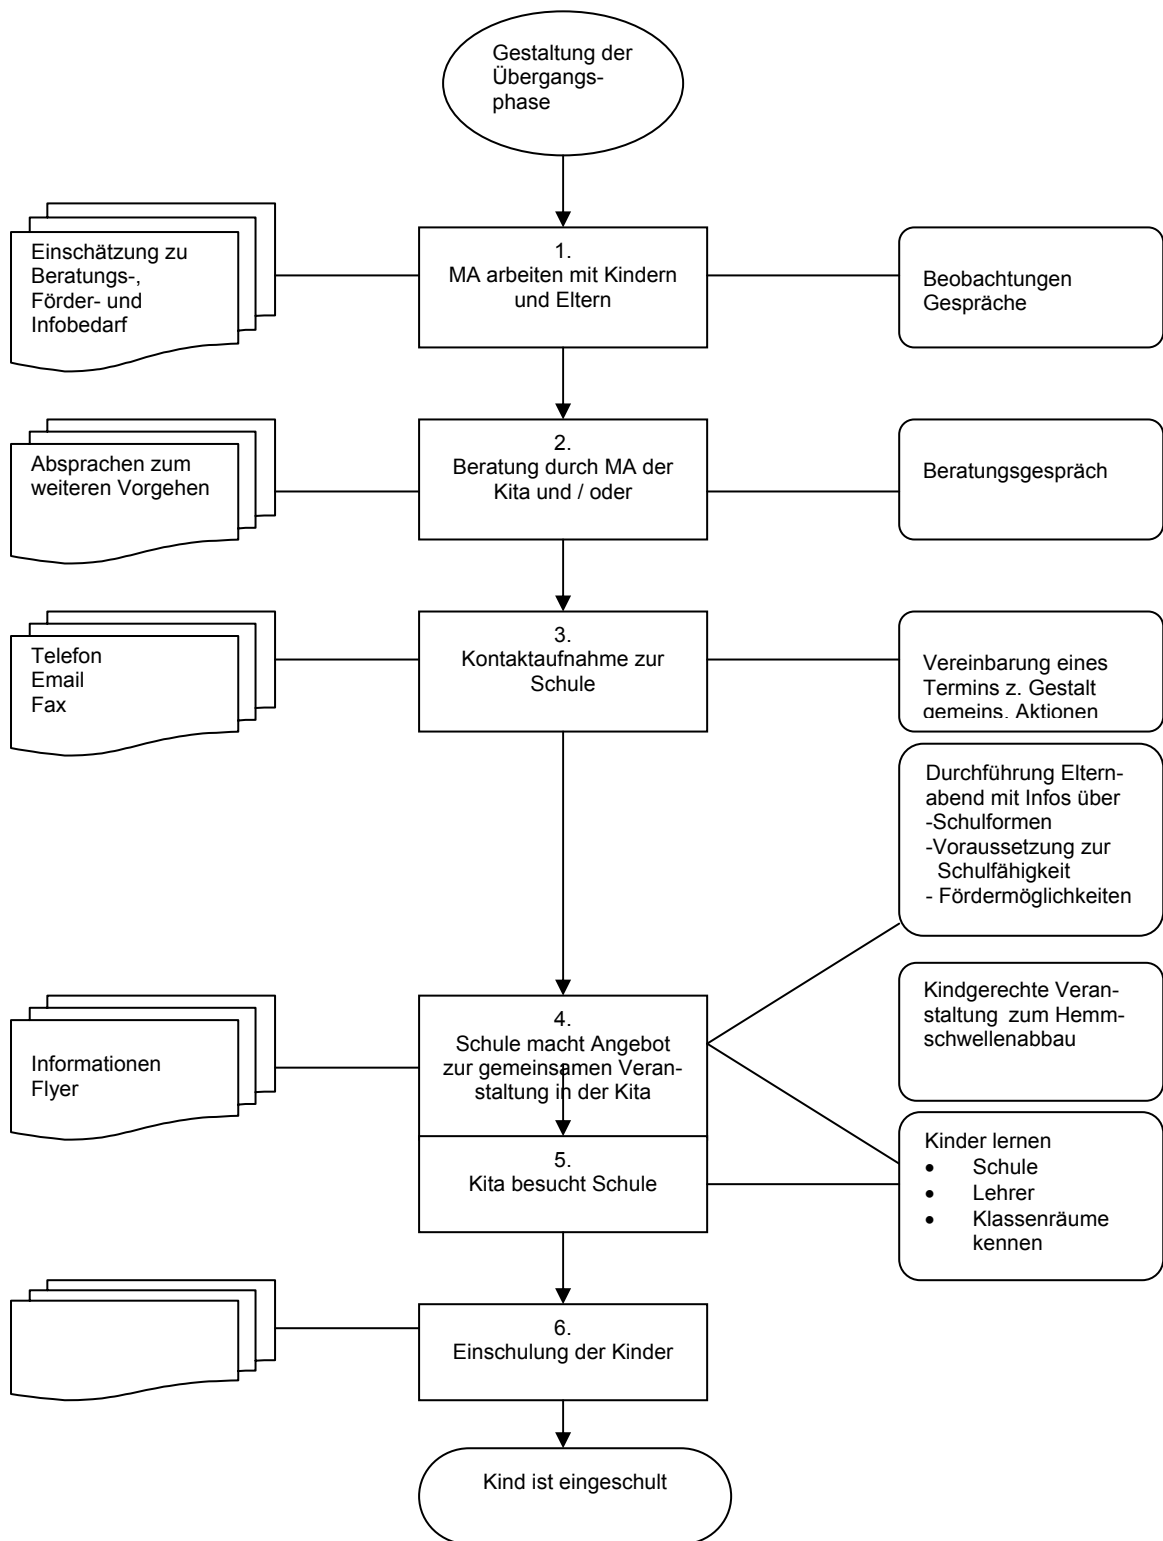 Gestaltung der
Übergangs-
phase
Einschätzung zu
Beratungs-,
Förder- und
Infobedarf
1.
MA arbeiten mit Kindern
und Eltern
Beobachtungen
Gespräche
Absprachen zum
weiteren Vorgehen
2.
Beratung durch MA der
Kita und / oder
Beratungsgespräch
Telefon
Email
Fax
3.
Kontaktaufnahme zur
Schule
Vereinbarung eines
Termins z. Gestalt
gemeins. Aktionen
Durchführung Eltern-
abend mit Infos über
-Schulformen
-Voraussetzung zur
Schulfähigkeit
- Fördermöglichkeiten
Informationen
Flyer
4.
Schule macht Angebot
zur gemeinsamen Veran-
staltung in der Kita
Kindgerechte Veran-
staltung zum Hemm-
schwellenabbau
5.
Kita besucht Schule
Kinder lernen
• Schule
• Lehrer
• Klassenräume
kennen
6.
Einschulung der Kinder
Kind ist eingeschult